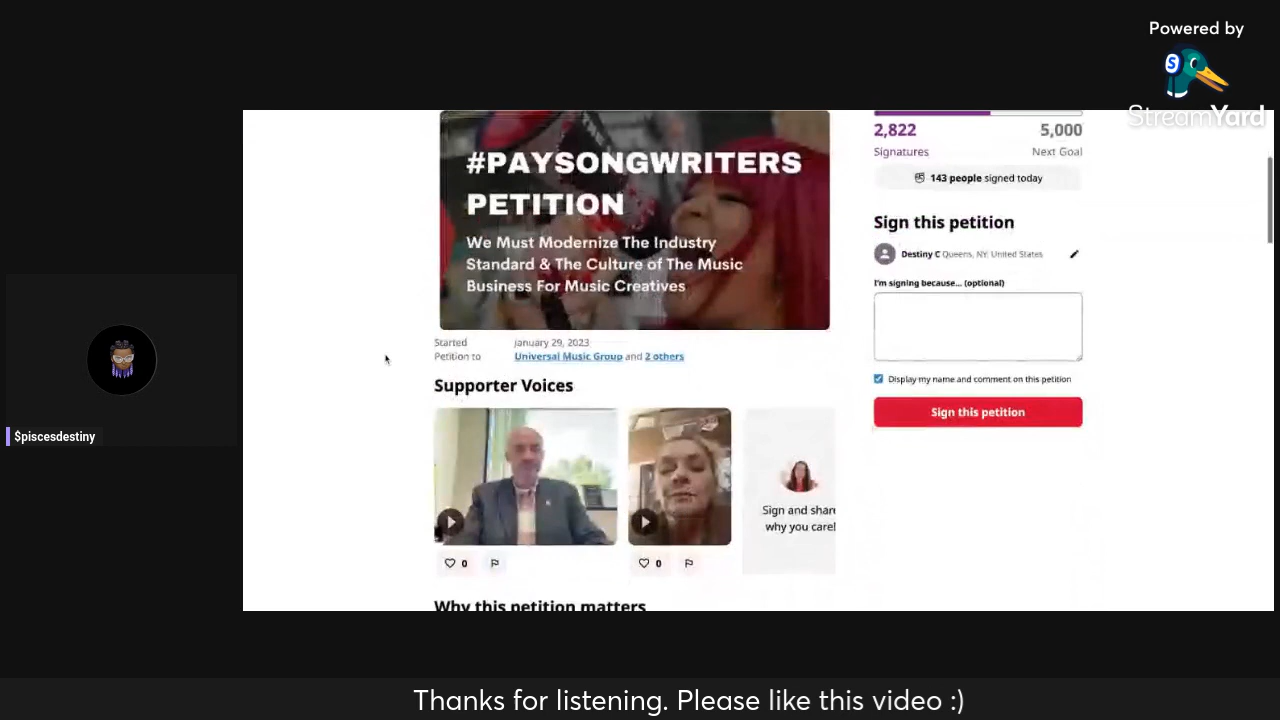 Powered by
StreamYard
#PAYSONGWRITERS
PETITION
We Must Modernize The Industry
Standard & The Culture of The Music
Business For Music Creatives
Started January 29, 2023
Petition to Universal Music Group and 2 others
Supporter Voices
Sign and share
why you care!
0
0
Why this petition matters
2,822 5,000
Signatures Next Goal
143 people signed today
Sign this petition
Destiny C Queens, NY, United States
I'm signing because... (optional)
Display my name and comment on this petition
Sign this petition
$piscesdestiny
Thanks for listening. Please like this video :)